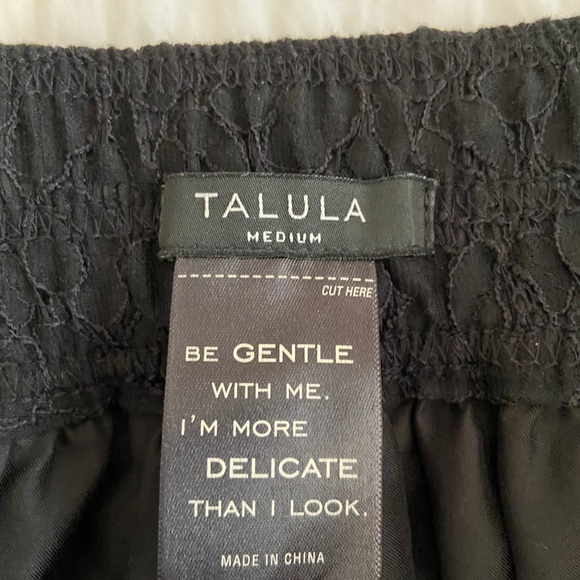 TALULA
MEDIUM
CUT HERE
BE GENTLE
WITH ME.
I'M MORE
DELICATE
THAN I LOOK.
MADE IN CHINA